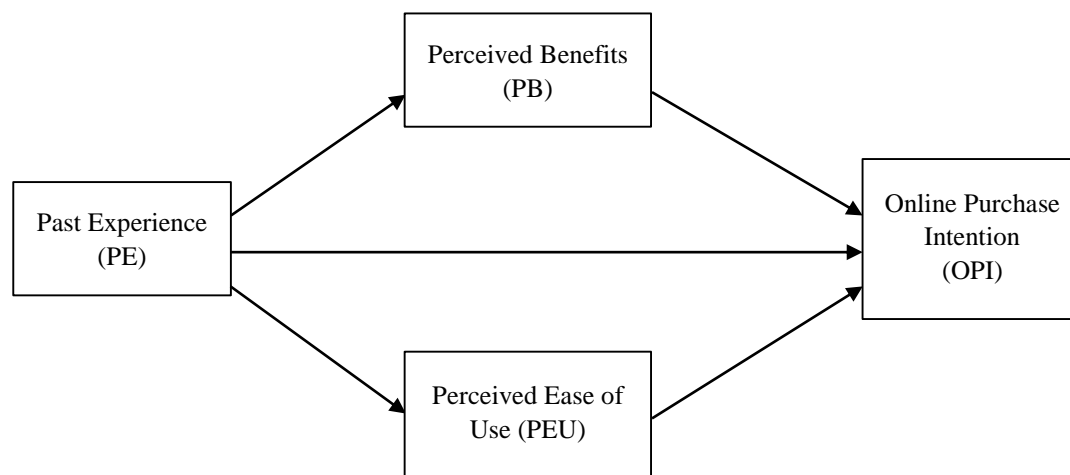 Perceived Benefits
(PB)
Past Experience
(PE)
Online Purchase
Intention
(OPI)
Perceived Ease of
Use (PEU)